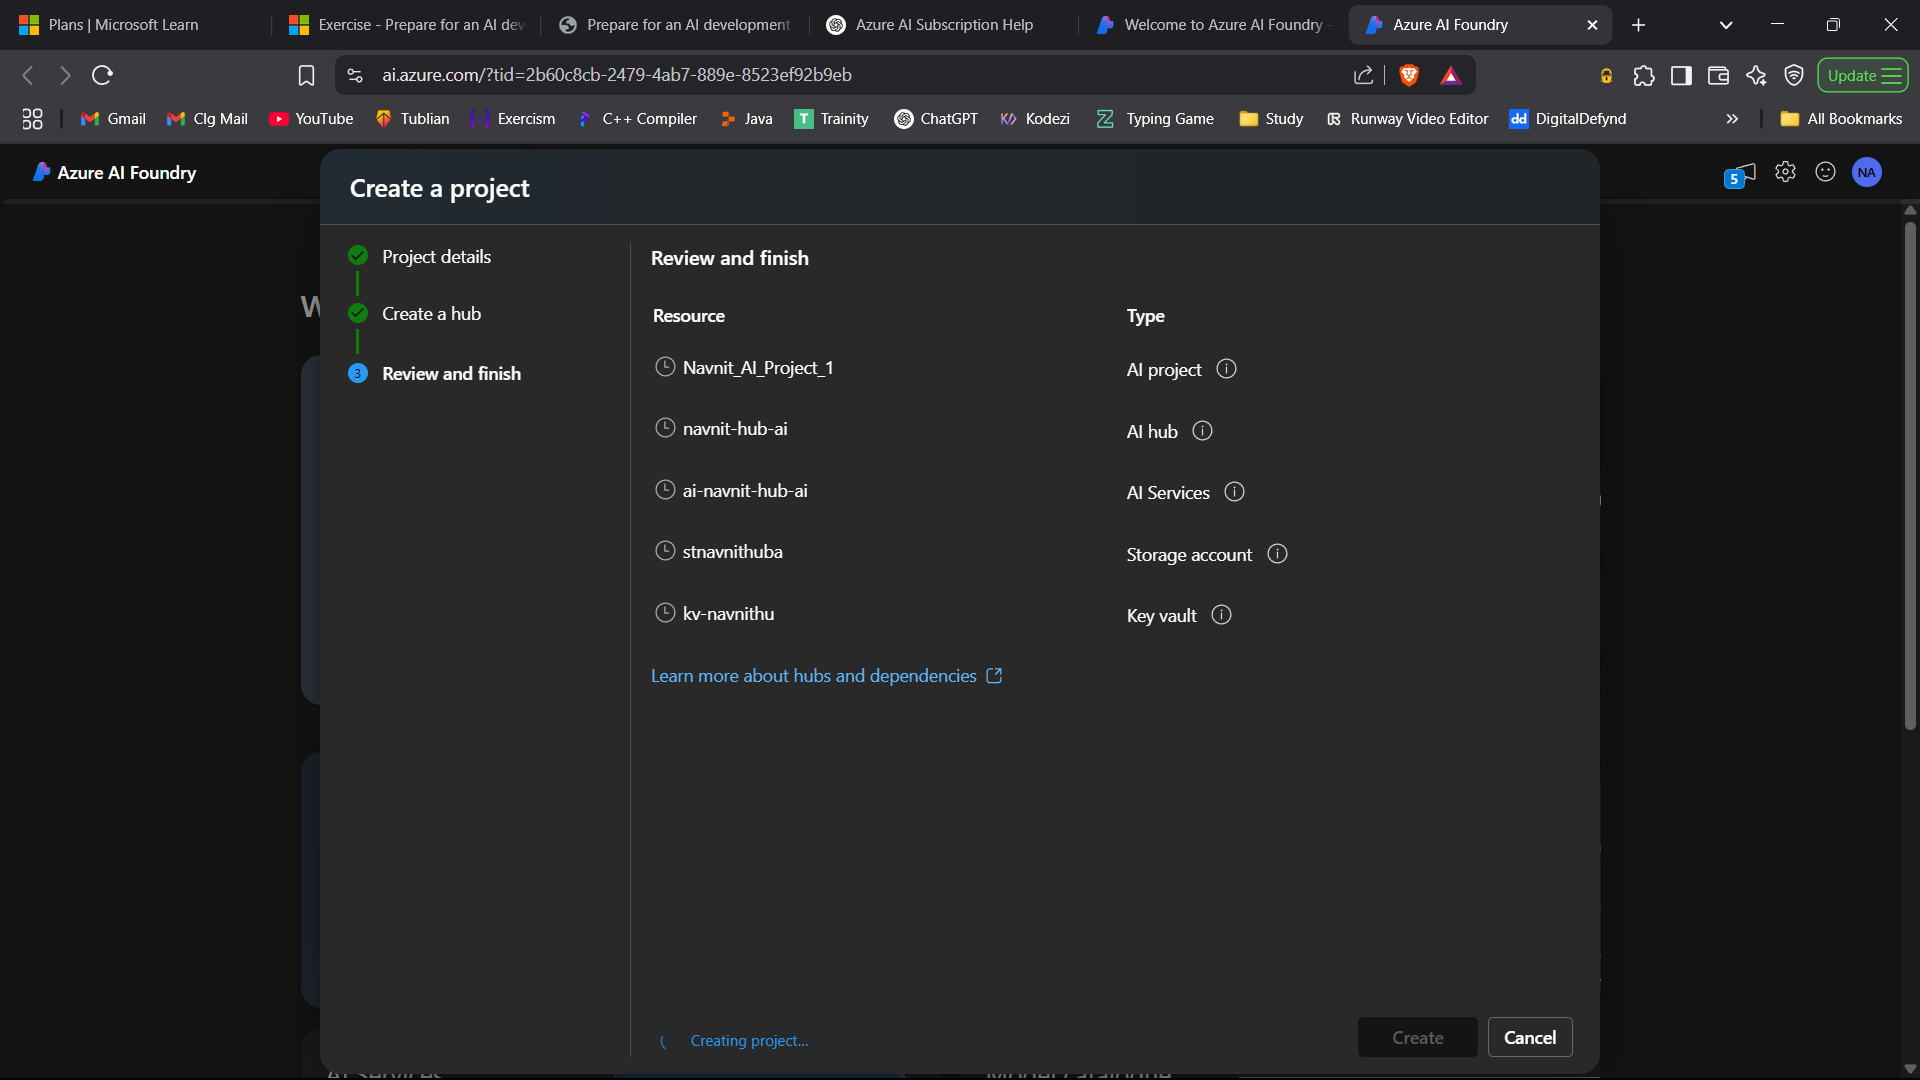 Plans | Microsoft Learn
Exercise - Prepare for an AI dev
Prepare for an AI development
Azure AI Subscription Help
Welcome to Azure AI Foundry -
Azure AI Foundry
ai.azure.com/?tid=2b60c8cb-2479-4ab7-889e-8523ef92b9eb
Update
Gmail
Clg Mail
YouTube
Tublian
Exercism
C++ Compiler
Java
Trainity
ChatGPT
Kodezi
Typing Game
Study
Runway Video Editor
DigitalDefynd
All Bookmarks
Azure AI Foundry
5
NA
Create a project
Project details
Create a hub
3 Review and finish
Review and finish
Resource Type
Navnit_AI_Project_1 AI project
navnit-hub-ai AI hub
ai-navnit-hub-ai AI Services
stnavnithuba Storage account
kv-navnithu Key vault
Learn more about hubs and dependencies
Creating project...
Create
Cancel